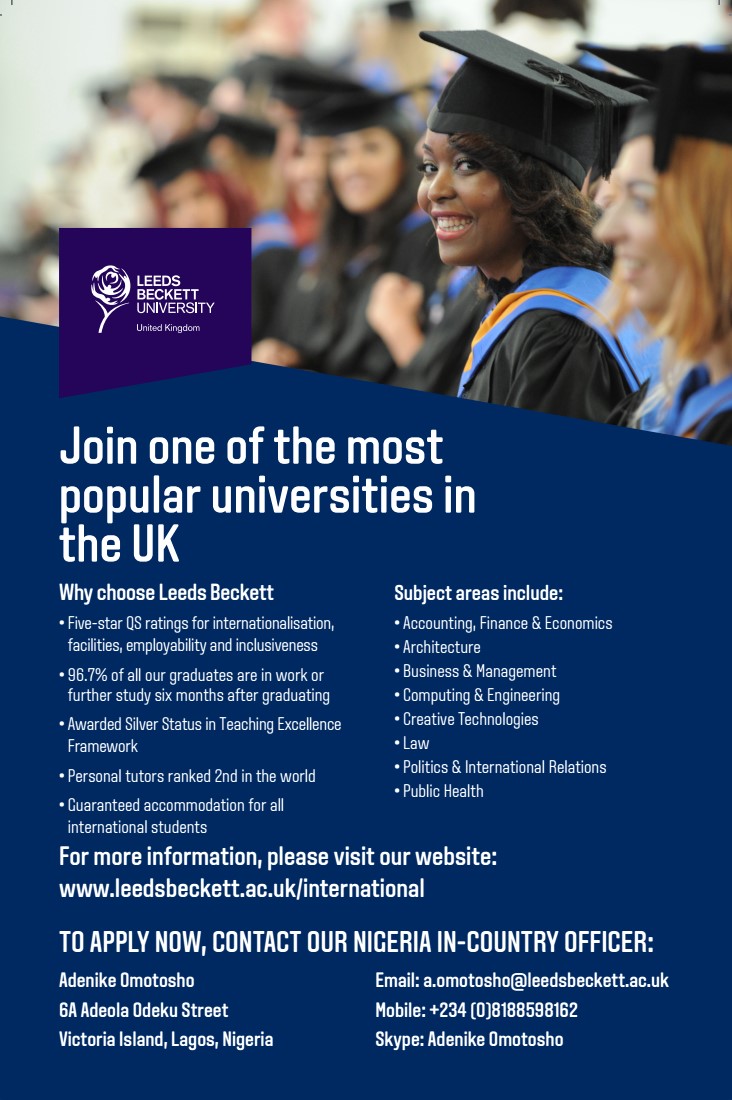 LEEDS
BECKETT
UNIVERSITY
United Kingdom
Join one of the most
popular universities in
the UK
Why choose Leeds Beckett
• Five-star QS ratings for internationalisation,
facilities, employability and inclusiveness
• 96.7% of all our graduates are in work or
further study six months after graduating
• Awarded Silver Status in Teaching Excellence
Framework
• Personal tutors ranked 2nd in the world
• Guaranteed accommodation for all
international students
Subject areas include:
• Accounting, Finance & Economics
• Architecture
• Business & Management
• Computing & Engineering
• Creative Technologies
• Law
• Politics & International Relations
• Public Health
For more information, please visit our website:
www.leedsbeckett.ac.uk/international
TO APPLY NOW, CONTACT OUR NIGERIA IN-COUNTRY OFFICER:
Adenike Omotosho
6A Adeola Odeku Street
Victoria Island, Lagos, Nigeria
Email: a.omotosho@leedsbeckett.ac.uk
Mobile: +234 (0)8188598162
Skype: Adenike Omotosho